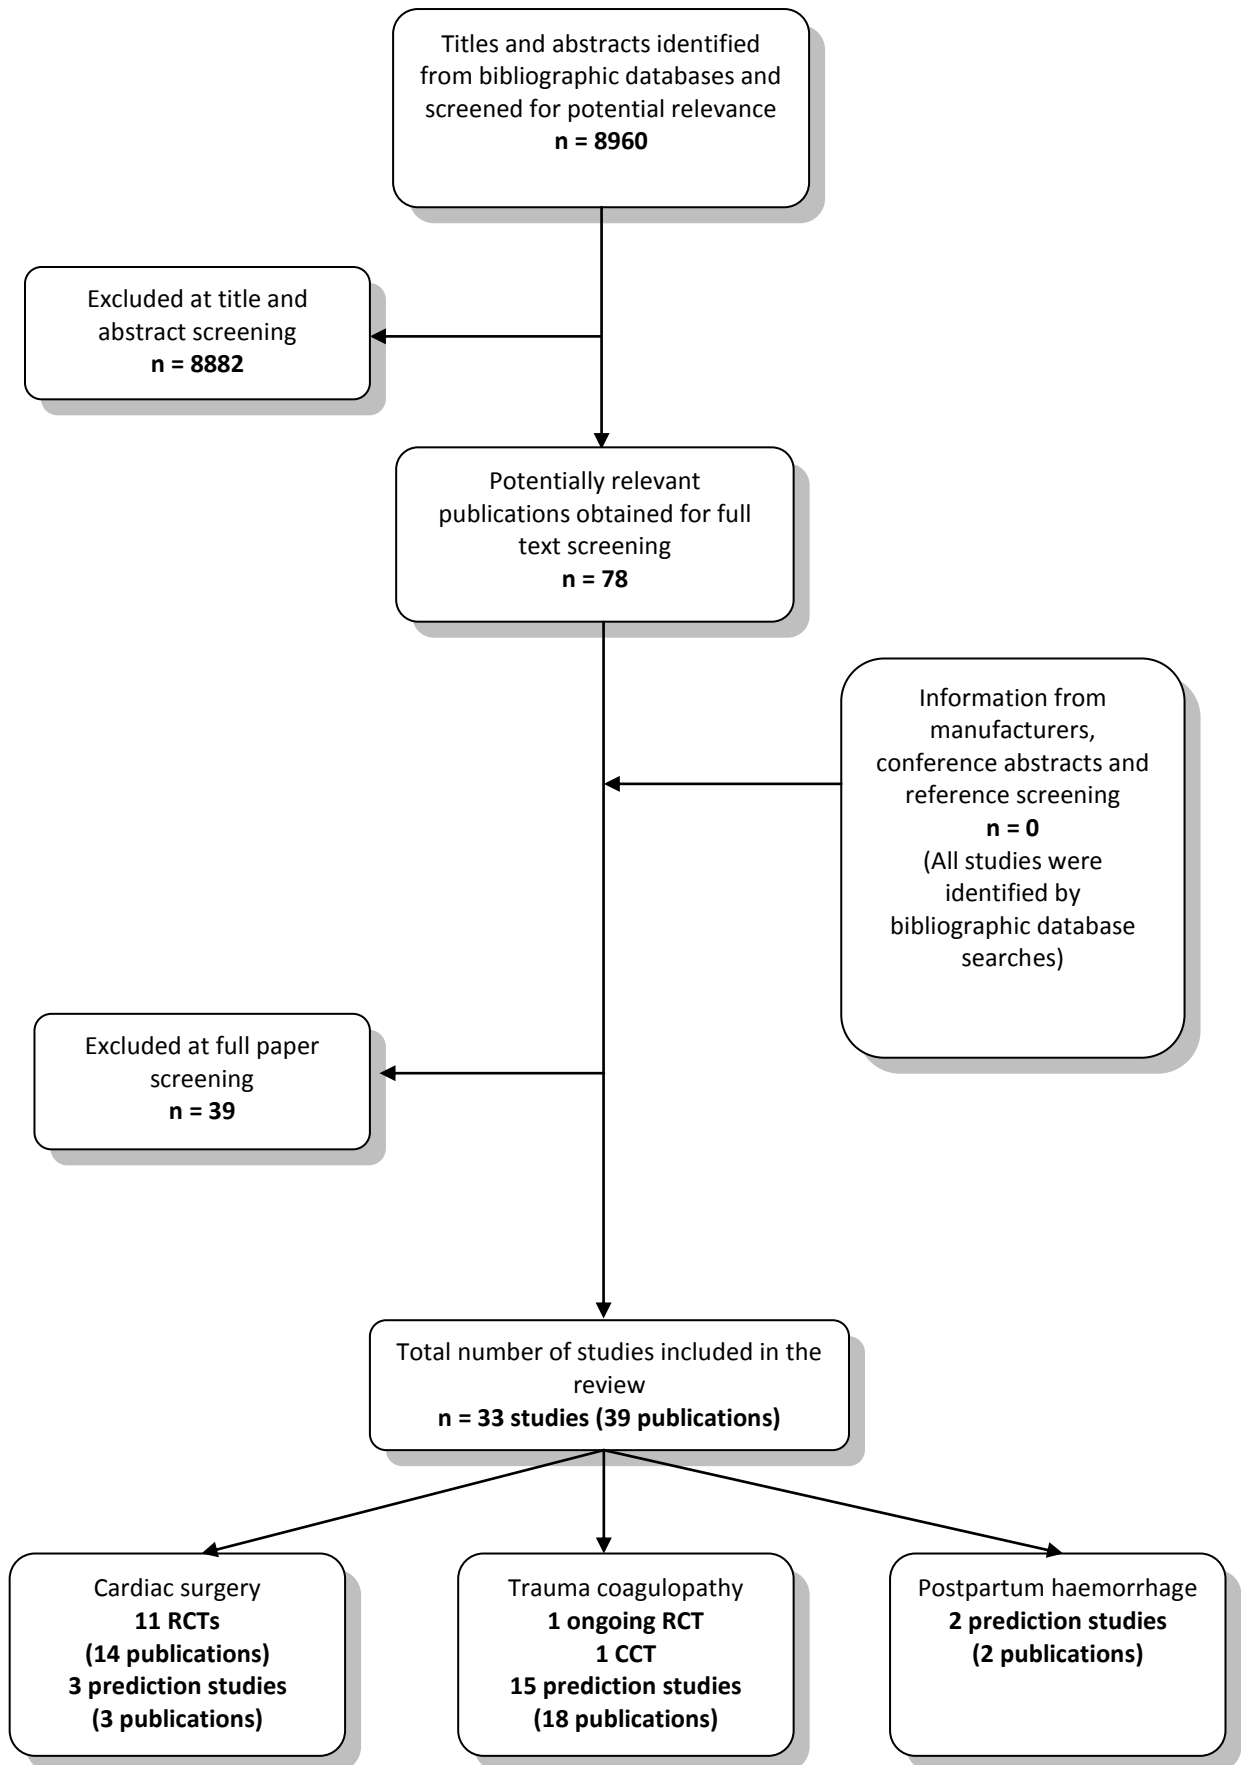 Titles and abstracts identified
from bibliographic databases and
screened for potential relevance
n = 8960
Excluded at title and
abstract screening
n = 8882
Potentially relevant
publications obtained for full
text screening
n = 78
Information from
manufacturers,
conference abstracts and
reference screening
n = 0
(All studies were
identified by
bibliographic database
searches)
Excluded at full paper
screening
n = 39
Total number of studies included in the
review
n = 33 studies (39 publications)
Cardiac surgery
11 RCTs
(14 publications)
3 prediction studies
(3 publications)
Trauma coagulopathy
1 ongoing RCT
1 CCT
15 prediction studies
(18 publications)
Postpartum haemorrhage
2 prediction studies
(2 publications)